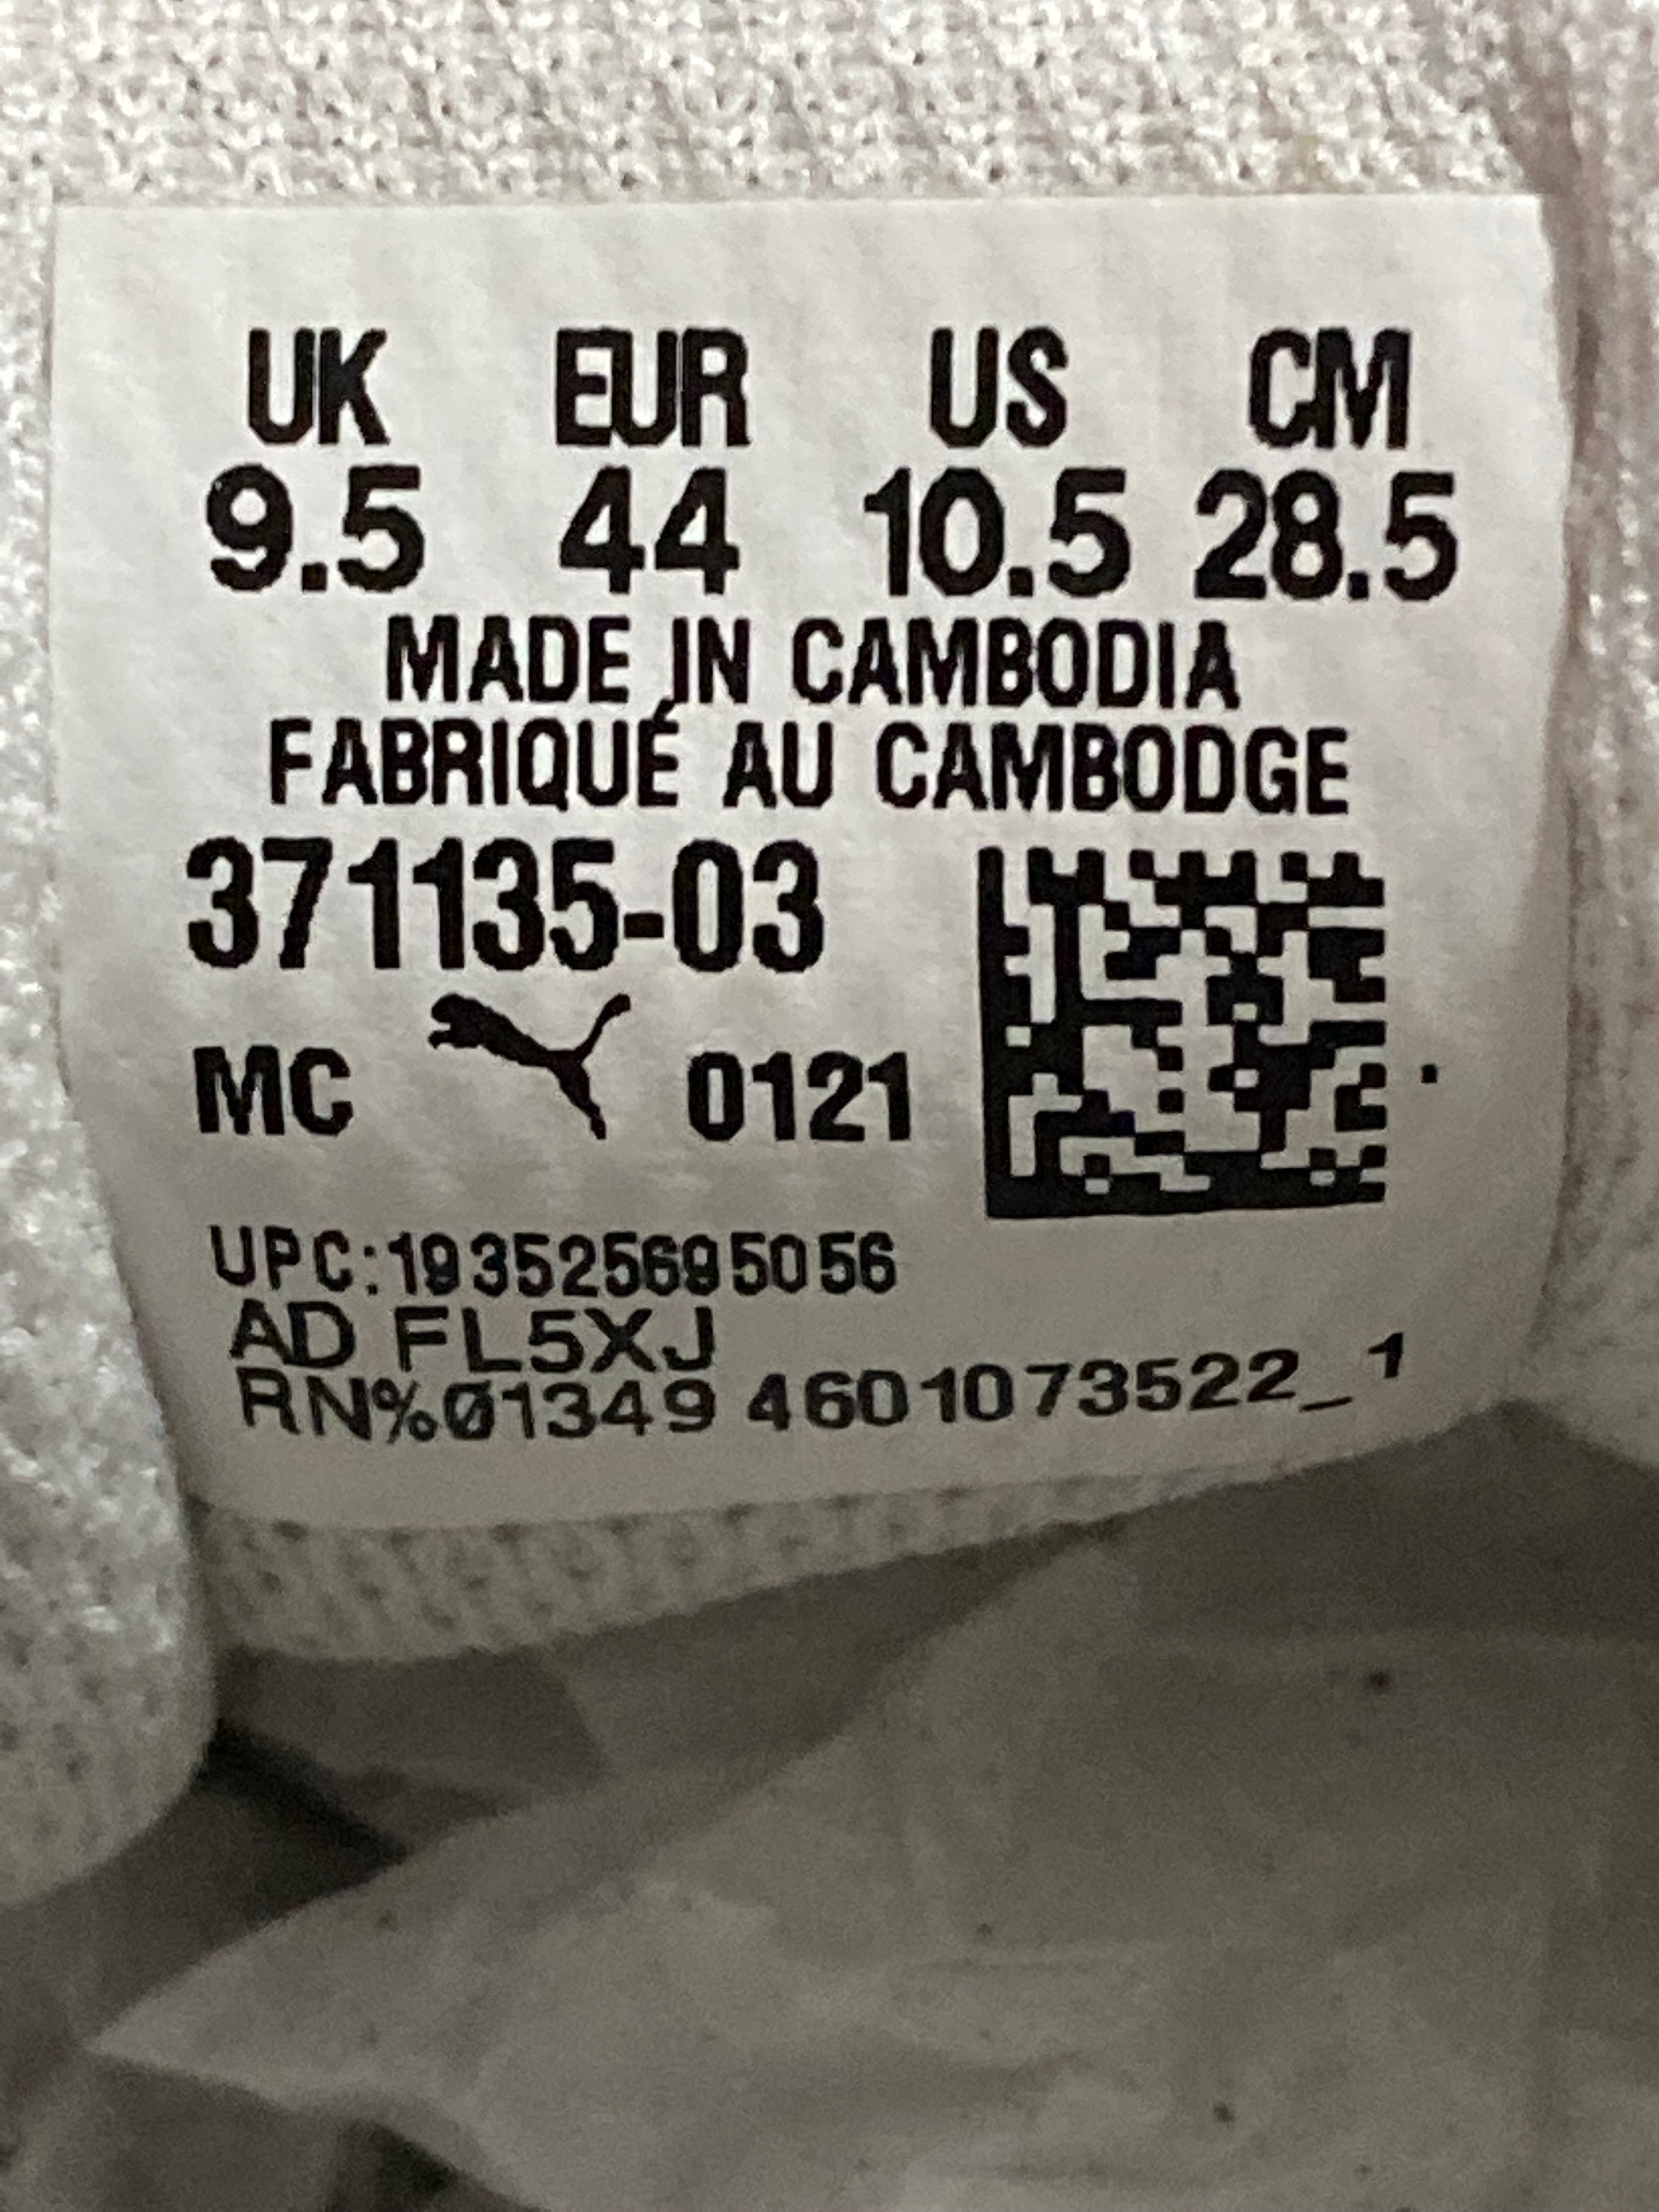 UK EUR US CM
9.5 44 10.5 28.5
MADE IN CAMBODIA
FABRIQUÉ AU CAMBODGE
371135-03
MC 0121
UPC:193525695056
AD FL5XJ
RN%Ø1349 4601073522_1